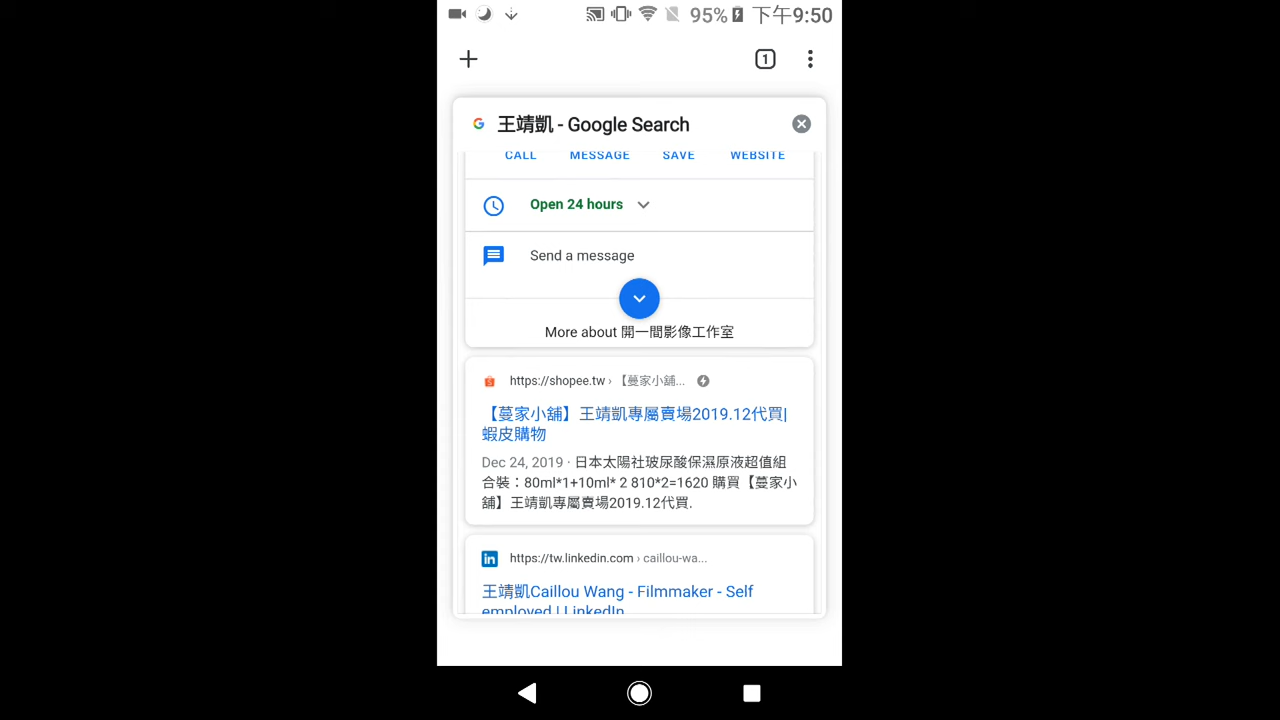 95% 下午9:50
1
王靖凱 - Google Search
CALL MESSAGE SAVE WEBSITE
Open 24 hours
Send a message
More about 開一間影像工作室
https://shopee.tw › 【蔓家小舖...
【蔓家小舖】王靖凱專屬賣場2019.12代買|
蝦皮購物
Dec 24, 2019 · 日本太陽社玻尿酸保濕原液超值組
合裝：80ml*1+10ml* 2 810*2=1620 購買【蔓家小
舖】王靖凱專屬賣場2019.12代買.
https://tw.linkedin.com › caillou-wa...
王靖凱Caillou Wang - Filmmaker - Self
employed | LinkedIn